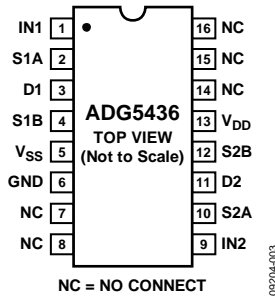 IN1 1
S1A 2
D1 3
S1B 4
VSS 5
GND 6
NC 7
NC 8
ADG5436
TOP VIEW
(Not to Scale)
16 NC
15 NC
14 NC
13 VDD
12 S2B
11 D2
10 S2A
9 IN2
NC = NO CONNECT
09204-003